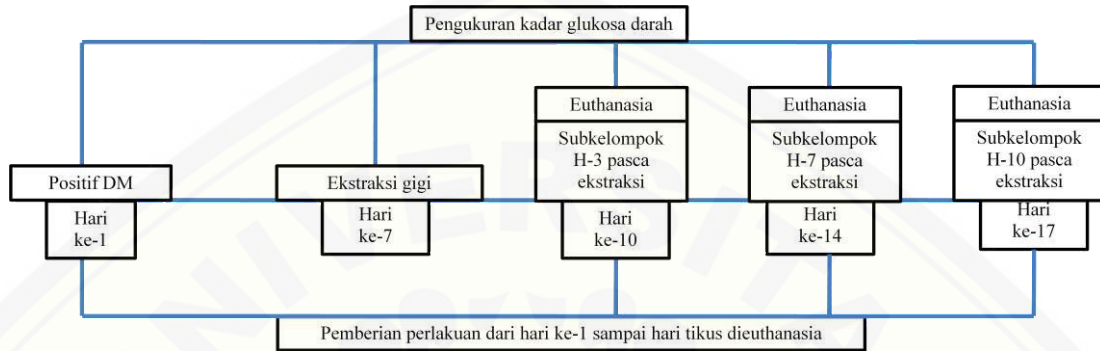 Pengukuran kadar glukosa darah
Euthanasia
Subkelompok
H-3 pasca
ekstraksi
Euthanasia
Subkelompok
H-7 pasca
ekstraksi
Euthanasia
Subkelompok
H-10 pasca
ekstraksi
Positif DM
Ekstraksi gigi
Hari
ke-1
Hari
ke-7
Hari
ke-10
Hari
ke-14
Hari
ke-17
Pemberian perlakuan dari hari ke-1 sampai hari tikus dieuthanasia
UNIVERSITA